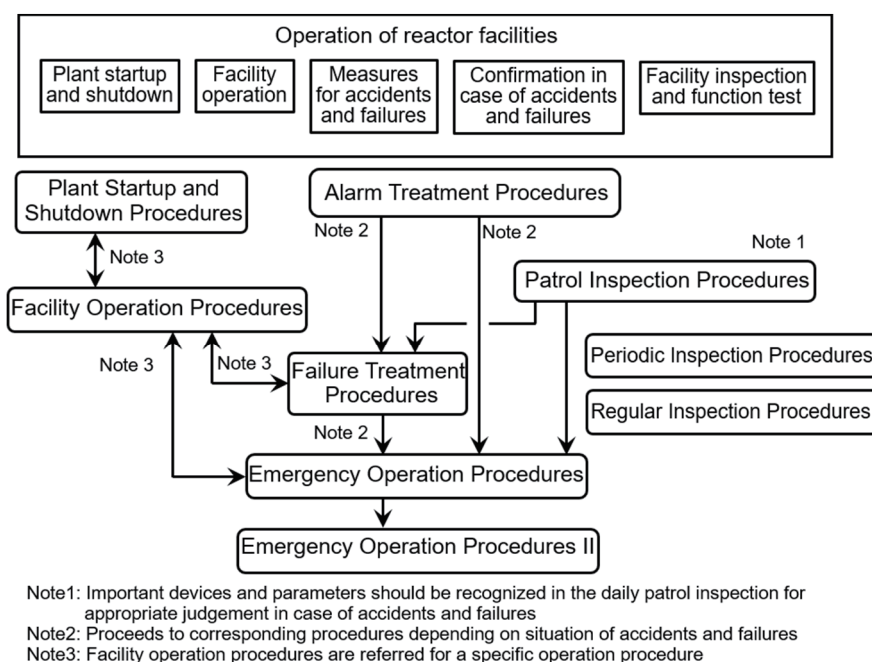 Operation of reactor facilities
Plant startup
and shutdown
Facility
operation
Measures
for accidents
and failures
Confirmation in
case of accidents
and failures
Facility inspection
and function test
Plant Startup and
Shutdown Procedures
Alarm Treatment Procedures
Note 2
Note 2
Note 1
Note 3
Patrol Inspection Procedures
Facility Operation Procedures
Note 3
Note 3
Failure Treatment
Procedures
Periodic Inspection Procedures
Regular Inspection Procedures
Note 2
Emergency Operation Procedures
Emergency Operation Procedures II
Note1: Important devices and parameters should be recognized in the daily patrol inspection for
appropriate judgement in case of accidents and failures
Note2: Proceeds to corresponding procedures depending on situation of accidents and failures
Note3: Facility operation procedures are referred for a specific operation procedure